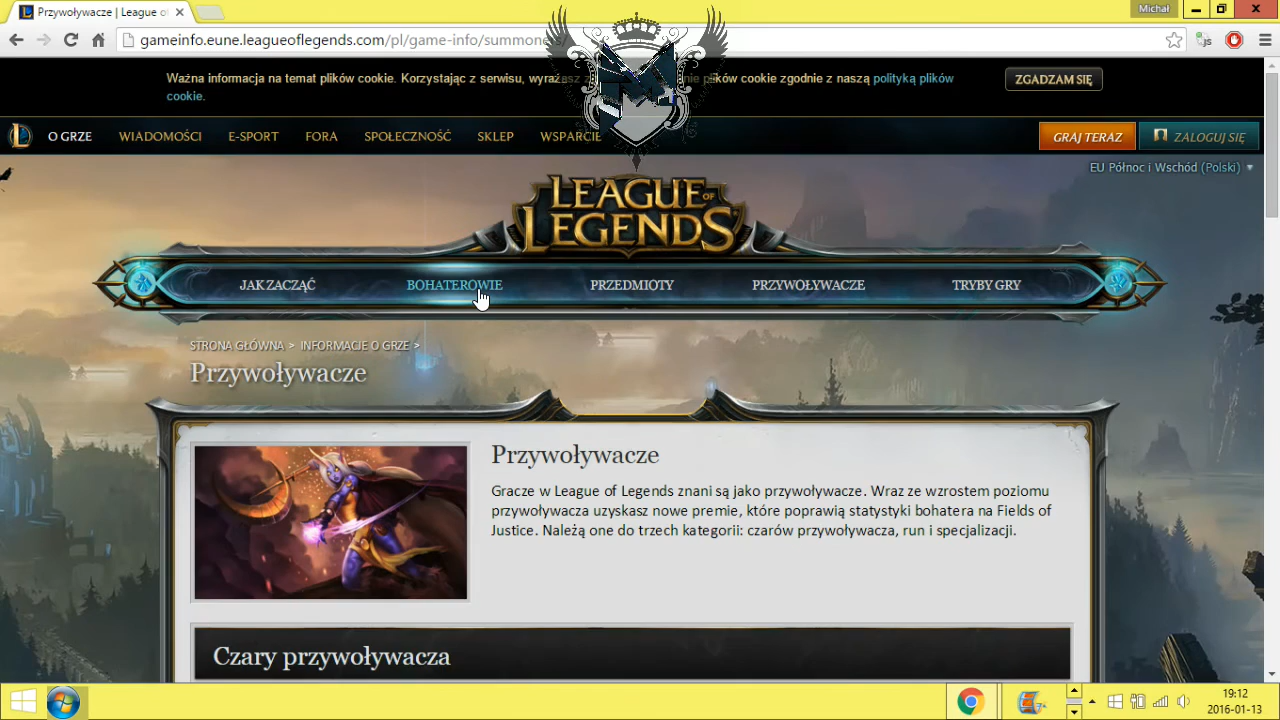 Przywoływacze | League o
Michał
gameinfo.eune.leagueoflegends.com/pl/game-info/summone
js
Ważna informacja na temat plików cookie. Korzystając z serwisu, wyrażasz z nie plików cookie zgodnie z naszą polityką plików
cookie.
ZGADZAM SIĘ
O GRZE WIADOMOŚCI E-SPORT FORA SPOŁECZNOŚĆ SKLEP WSPARCIE
GRAJ TERAZ ZALOGUJ SIĘ
EU Północ i Wschód (Polski)
LEAGUE OF
LEGENDS
JAK ZACZĄĆ BOHATEROWIE PRZEDMIOTY PRZYWOŁYWACZE TRYBY GRY
STRONA GŁÓWNA > INFORMACJE O GRZE >
Przywoływacze
Przywoływacze
Gracze w League of Legends znani są jako przywoływacze. Wraz ze wzrostem poziomu
przywoływacza uzyskasz nowe premie, które poprawią statystyki bohatera na Fields of
Justice. Należą one do trzech kategorii: czarów przywoływacza, run i specjalizacji.
Czary przywoływacza
19:12
2016-01-13